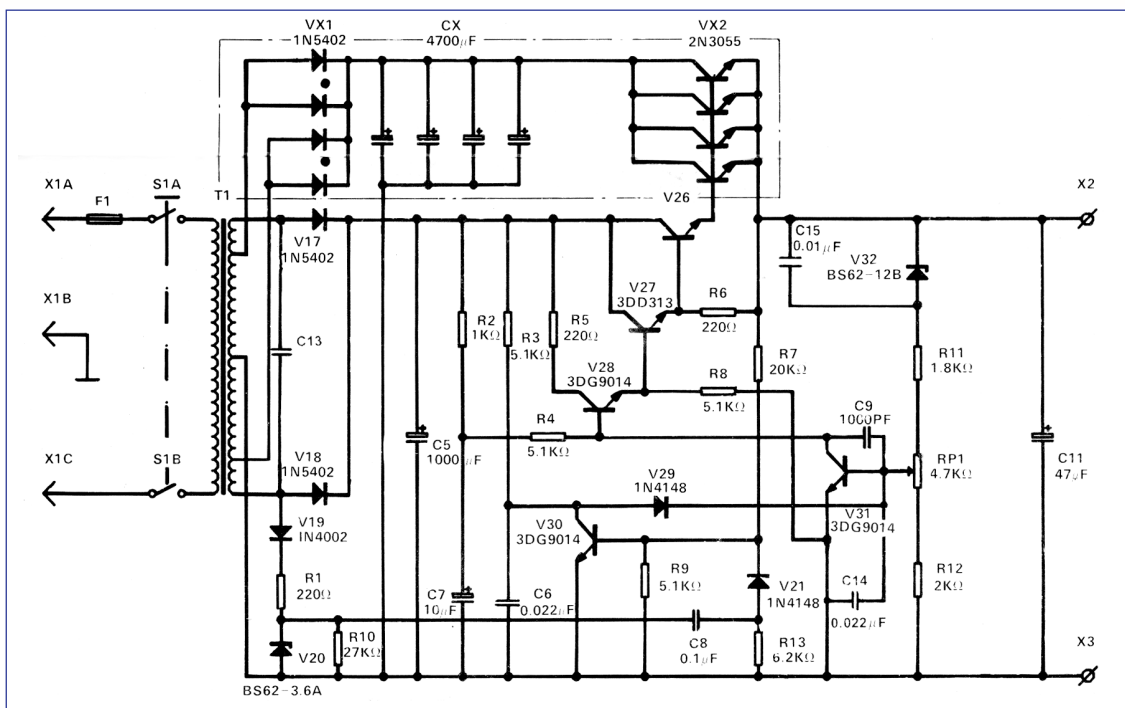 VX1
1N5402
CX
4700μF
VX2
2N3055
X1A
F1
S1A
T1
V26
X2
V17
1N5402
C15
0.01μF
V32
BS62-12B
X1B
C13
R2
1KΩ
R3
5.1KΩ
R5
220Ω
V27
3DD313
R6
220Ω
V28
3DG9014
R8
5.1KΩ
R7
20KΩ
R11
1.8KΩ
C9
1000PF
X1C
S1B
V18
1N5402
C5
1000μF
R4
5.1KΩ
V29
1N4148
RP1
4.7KΩ
C11
47μF
V19
IN4002
V30
3DG9014
V31
3DG9014
R1
220Ω
C7
10μF
C6
0.022μF
R9
5.1KΩ
V21
1N4148
C14
0.022μF
R12
2KΩ
R10
27KΩ
V20
C8
0.1μF
R13
6.2KΩ
X3
BS62-3.6A